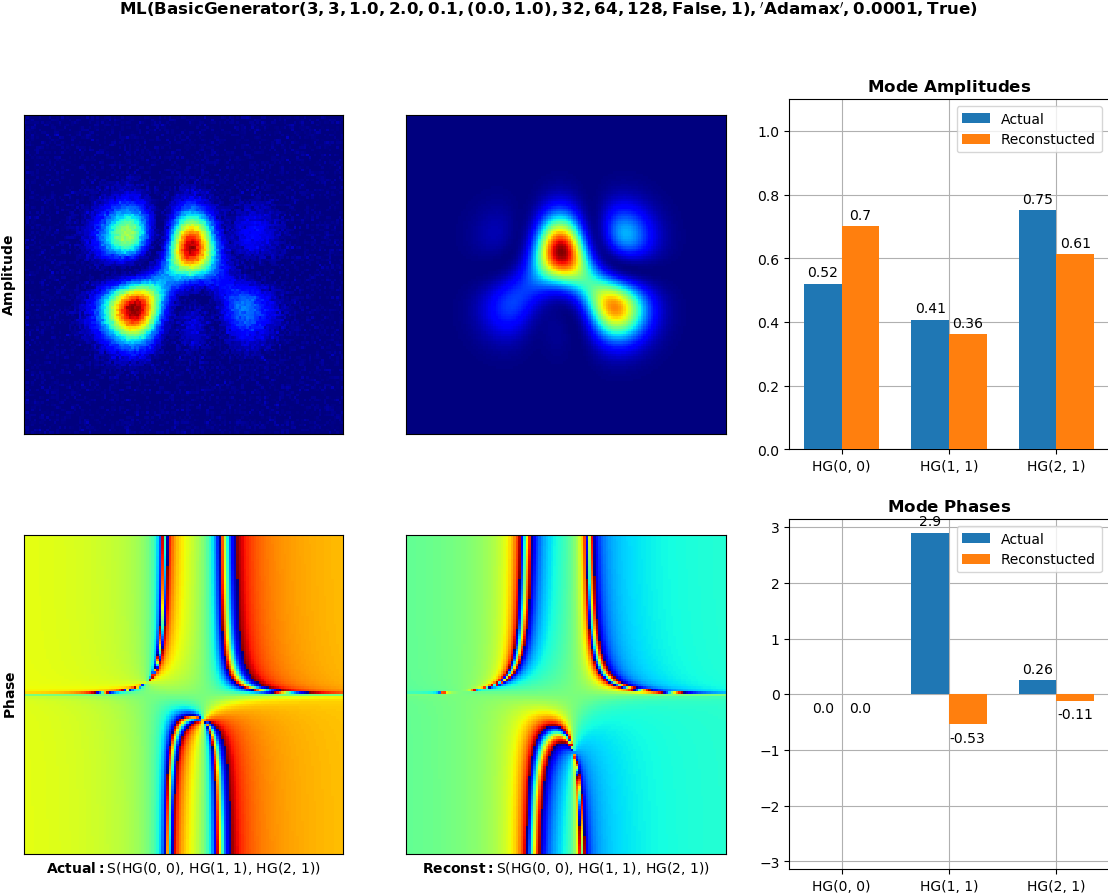 ML(BasicGenerator(3, 3, 1.0, 2.0, 0.1, (0.0, 1.0), 32, 64, 128, False, 1), 'Adamax', 0.0001, True)
Amplitude
Mode Amplitudes
Actual
Reconstucted
1.0
0.8
0.6
0.4
0.2
0.0
0.52
0.7
0.41
0.36
0.75
0.61
HG(0, 0)
HG(1, 1)
HG(2, 1)
Phase
Actual: S(HG(0, 0), HG(1, 1), HG(2, 1))
Reconst: S(HG(0, 0), HG(1, 1), HG(2, 1))
Mode Phases
Actual
Reconstucted
3
2
1
0
−1
−2
−3
0.0
0.0
2.9
-0.53
0.26
-0.11
HG(0, 0)
HG(1, 1)
HG(2, 1)